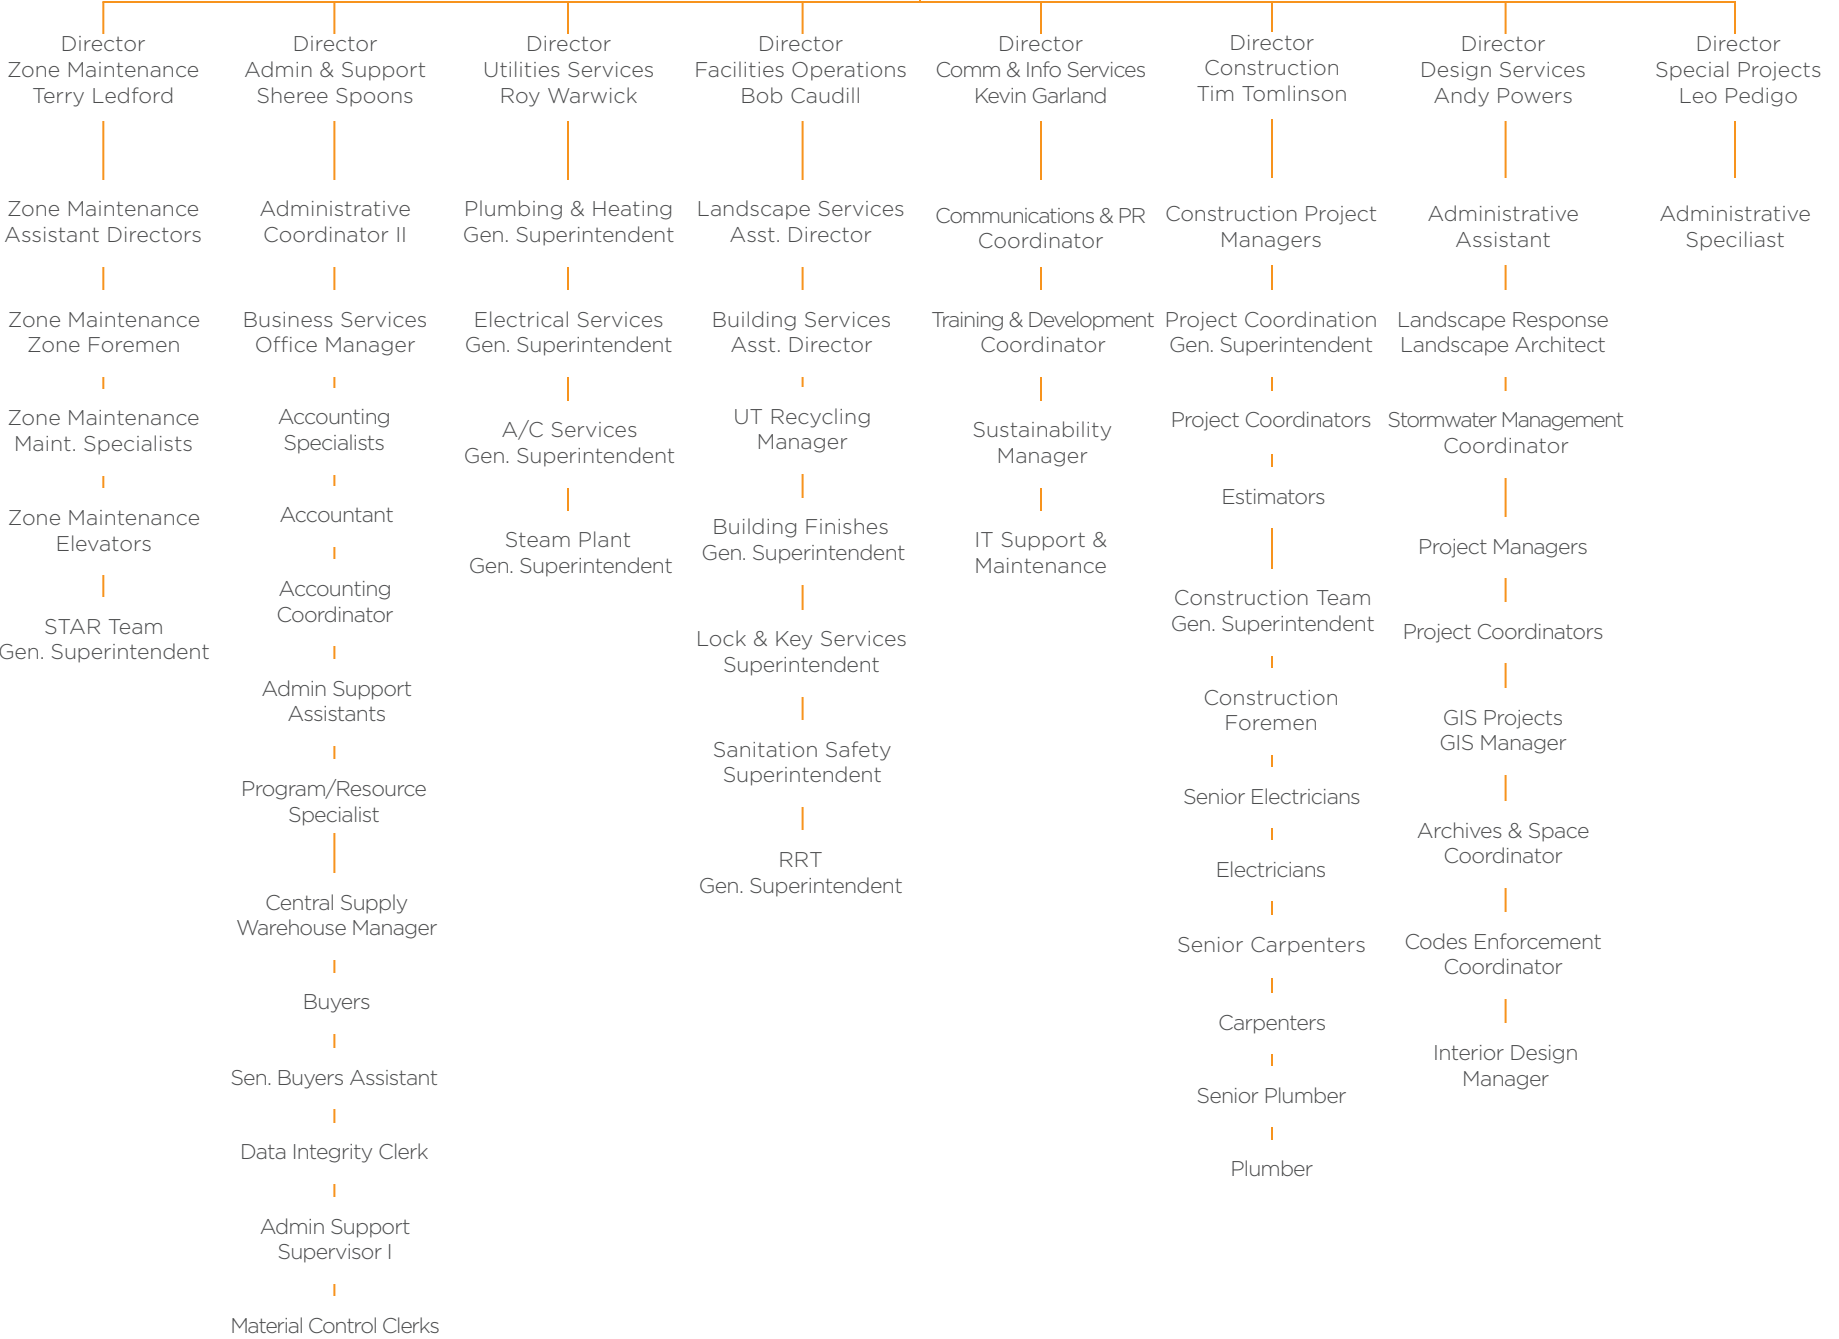 Director
Zone Maintenance
Terry Ledford
Zone Maintenance
Assistant Directors
Zone Maintenance
Zone Foremen
Zone Maintenance
Maint. Specialists
Zone Maintenance
Elevators
STAR Team
Gen. Superintendent
Director
Admin & Support
Sheree Spoons
Administrative
Coordinator II
Business Services
Office Manager
Accounting
Specialists
Accountant
Accounting
Coordinator
Admin Support
Assistants
Program/Resource
Specialist
Central Supply
Warehouse Manager
Buyers
Sen. Buyers Assistant
Data Integrity Clerk
Admin Support
Supervisor I
Material Control Clerks
Director
Utilities Services
Roy Warwick
Plumbing & Heating
Gen. Superintendent
Electrical Services
Gen. Superintendent
A/C Services
Gen. Superintendent
Steam Plant
Gen. Superintendent
Director
Facilities Operations
Bob Caudill
Landscape Services
Asst. Director
Building Services
Asst. Director
UT Recycling
Manager
Building Finishes
Gen. Superintendent
Lock & Key Services
Superintendent
Sanitation Safety
Superintendent
RRT
Gen. Superintendent
Director
Comm & Info Services
Kevin Garland
Communications & PR
Coordinator
Training & Development
Coordinator
Sustainability
Manager
IT Support &
Maintenance
Director
Construction
Tim Tomlinson
Construction Project
Managers
Project Coordination
Gen. Superintendent
Project Coordinators
Estimators
Construction Team
Gen. Superintendent
Construction
Foremen
Senior Electricians
Electricians
Senior Carpenters
Carpenters
Senior Plumber
Plumber
Director
Design Services
Andy Powers
Administrative
Assistant
Landscape Response
Landscape Architect
Stormwater Management
Coordinator
Project Managers
Project Coordinators
GIS Projects
GIS Manager
Archives & Space
Coordinator
Codes Enforcement
Coordinator
Interior Design
Manager
Director
Special Projects
Leo Pedigo
Administrative
Speciliast